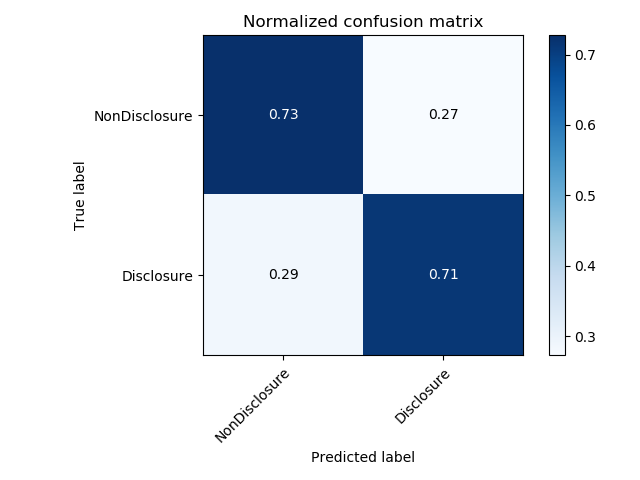 Normalized confusion matrix
True label
NonDisclosure
Disclosure
0.73
0.27
0.29
0.71
NonDisclosure
Disclosure
Predicted label
0.7
0.6
0.5
0.4
0.3